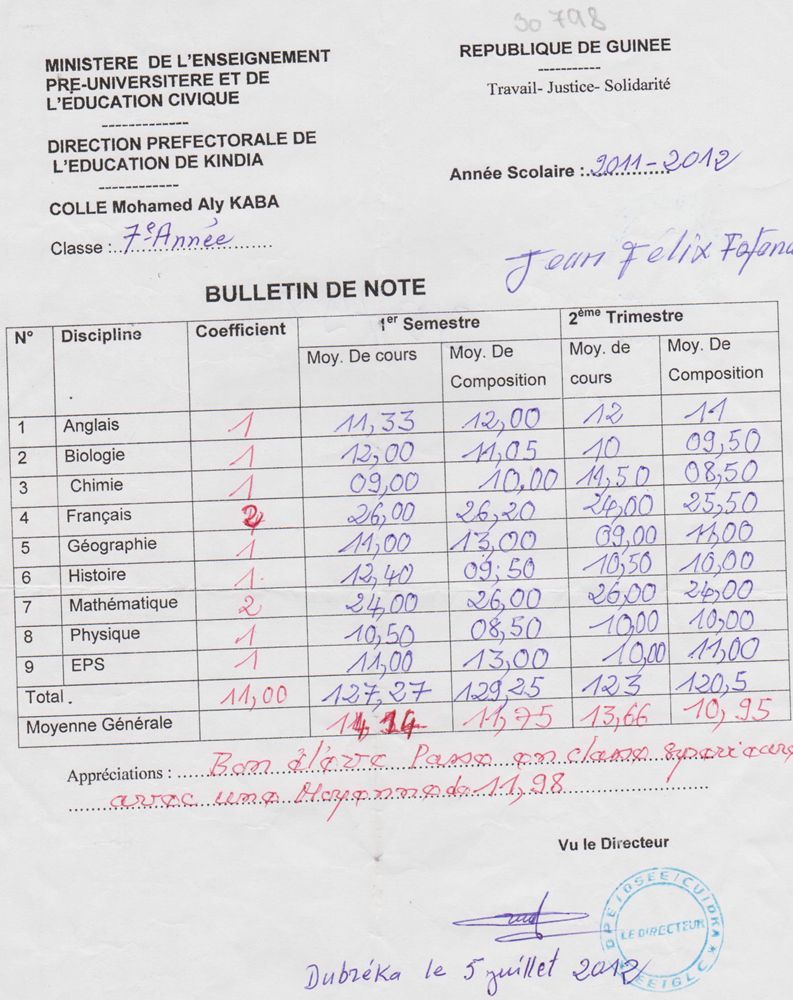 30 798
MINISTERE DE L'ENSEIGNEMENT
PRE-UNIVERSITERE ET DE
L'EDUCATION CIVIQUE
-------------
DIRECTION PREFECTORALE DE
L'EDUCATION DE KINDIA
------------
COLLE Mohamed Aly KABA
Classe : 7e Année
REPUBLIQUE DE GUINEE
-----------
Travail- Justice- Solidarité
Année Scolaire : 2011-2012
Jean Félix Fofana
BULLETIN DE NOTE
N° Discipline Coefficient 1er Semestre 2ème Trimestre
Moy. De cours Moy. De Composition Moy. de cours Moy. De Composition
1 Anglais 1 11,33 12,00 12 11
2 Biologie 1 12,00 11,05 10 09,50
3 Chimie 1 09,00 10,00 11,50 08,50
4 Français 2 26,00 26,20 24,00 25,50
5 Géographie 1 11,00 13,00 09,00 11,00
6 Histoire 1 12,40 09,50 10,50 10,00
7 Mathématique 2 24,00 26,00 26,00 24,00
8 Physique 1 10,50 08,50 10,00 10,00
9 EPS 1 11,00 13,00 10,00 11,00
Total . 11,00 127,27 129,25 123 120,5
Moyenne Générale 11,75 13,66 10,95
Appréciations : Bon élève Passe en classe
avec une Moyenne de 11,98
Vu le Directeur
DPE/DSEE/CU/DKA
LE DIRECTEUR
Dubréka le 5 juillet 2012